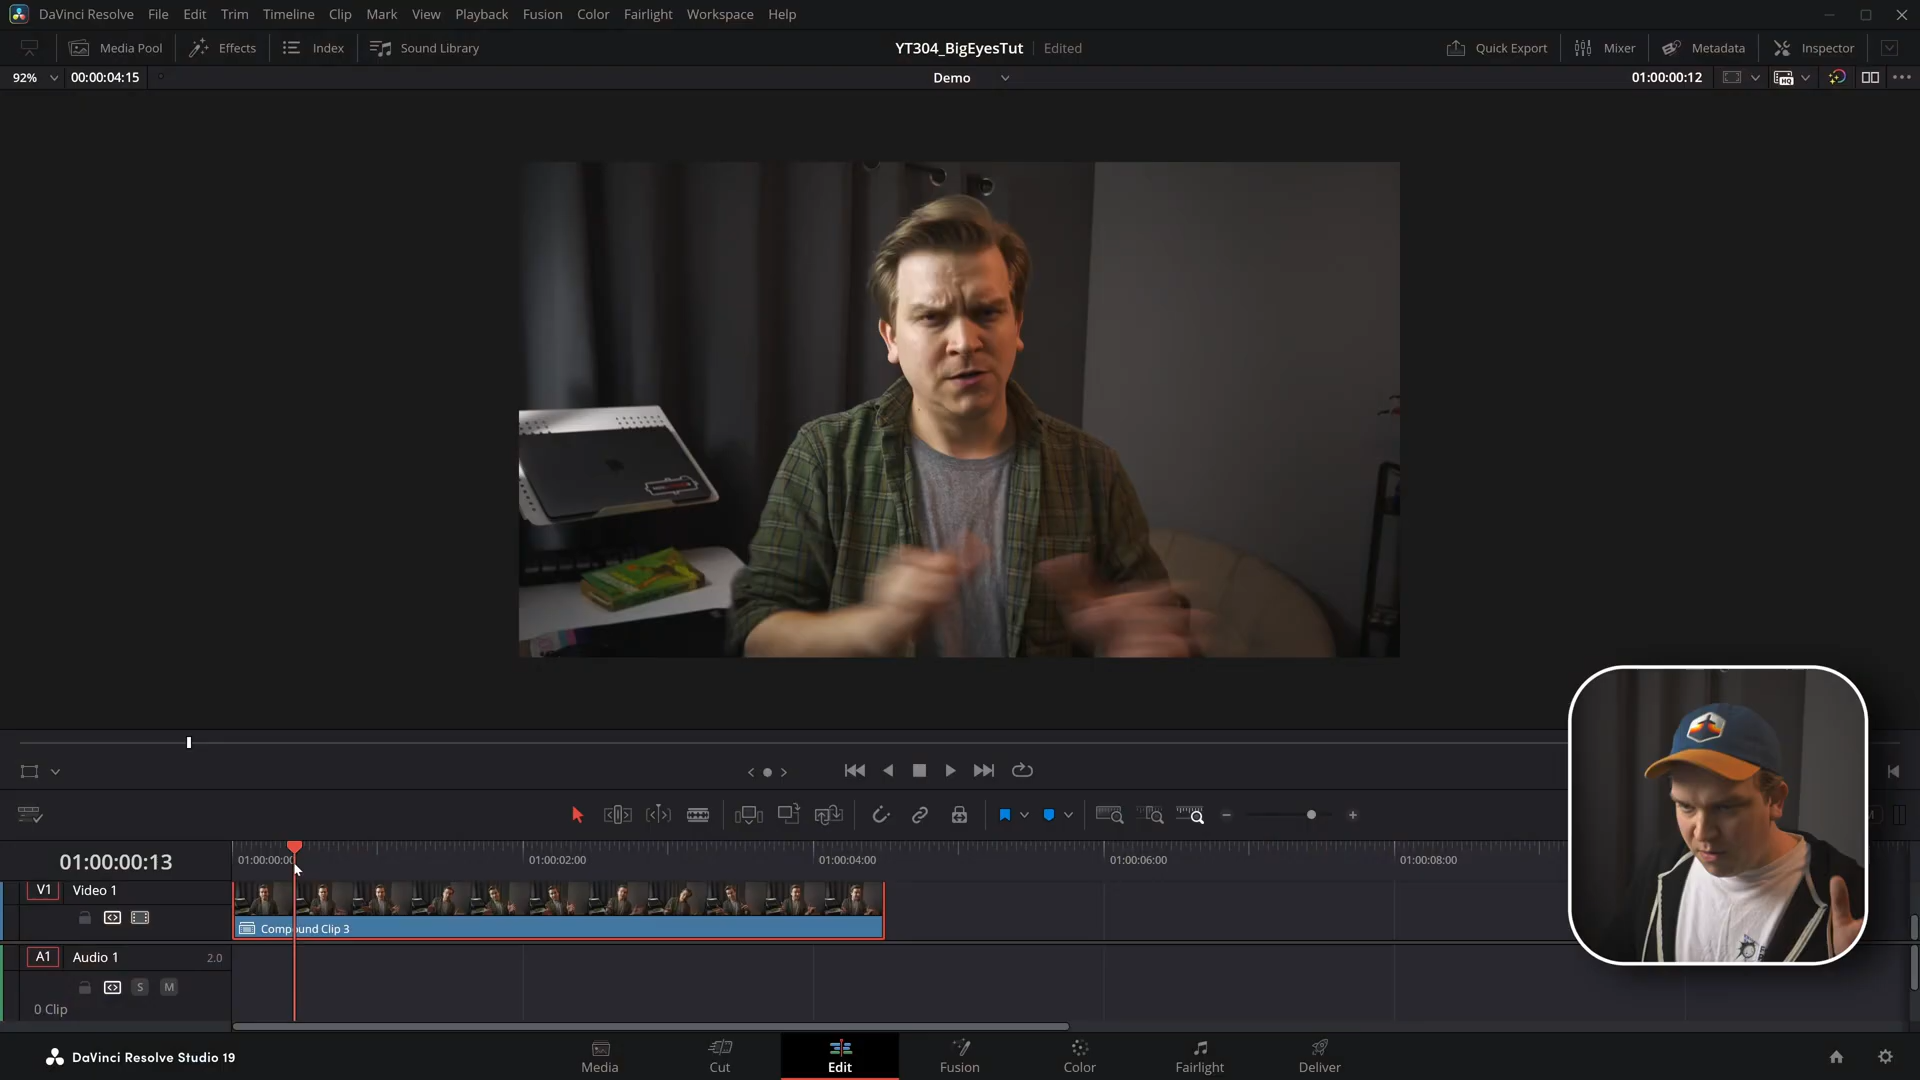 DaVinci Resolve File Edit Trim Timeline Clip Mark View Playback Fusion Color Fairlight Workspace Help
Media Pool Effects Index Sound Library YT304_BigEyesTut Edited Quick Export Mixer Metadata Inspector
92% 00:00:04:15 Demo 01:00:00:12
01:00:00:13 01:00:00:00 01:00:02:00 01:00:04:00 01:00:06:00 01:00:08:00
V1 Video 1
Compound Clip 3
A1 Audio 1 2.0
S M
0 Clip
DaVinci Resolve Studio 19 Media Cut Edit Fusion Color Fairlight Deliver